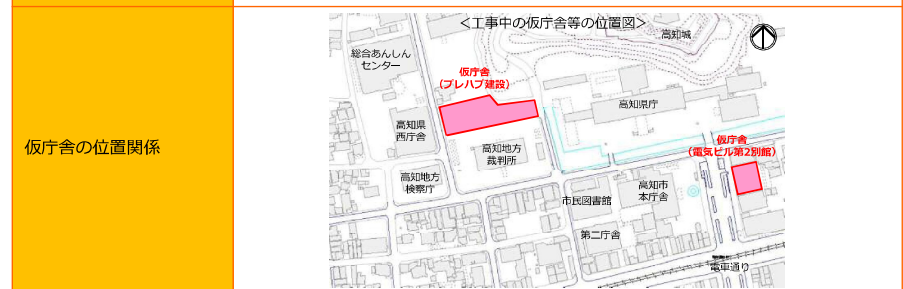 仮庁舎の位置関係
<工事中の仮庁舎等の位置図>
高知城
総合あんしん
センター
仮庁舎
(プレハブ建設)
高知県庁
高知県
西庁舎
高知地方
裁判所
仮庁舎
(電気ビル第2別館)
高知地方
検察庁
高知市
本庁舎
市民図書館
第二庁舎
電車通り